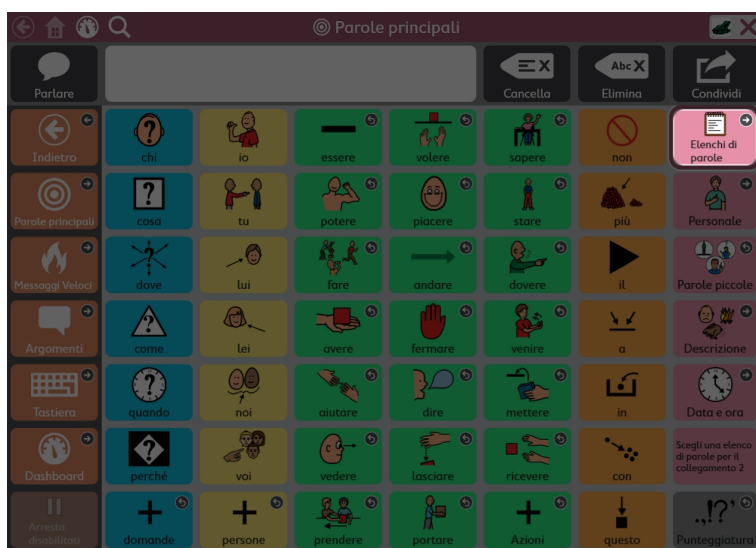 Parole principali
Parlare
Abc X
Cancella
Elimina
Condividi
Indietro
chi
io
essere
volere
sapere
non
Elenchi di
parole
Parole principali
cosa
tu
potere
piacere
stare
più
Personale
Messaggi Veloci
dove
lui
fare
andare
dovere
il
Parole piccole
Argomenti
come
lei
avere
fermare
venire
a
Descrizione
Tastiera
quando
noi
aiutare
dire
mettere
in
Data e ora
Dashboard
perché
voi
vedere
lasciare
ricevere
con
Scegli una elenco
di parole per il
collegamento 2
Arresta
disabilitati
domande
persone
prendere
portare
Azioni
questo
.,!?'
Punteggiatura